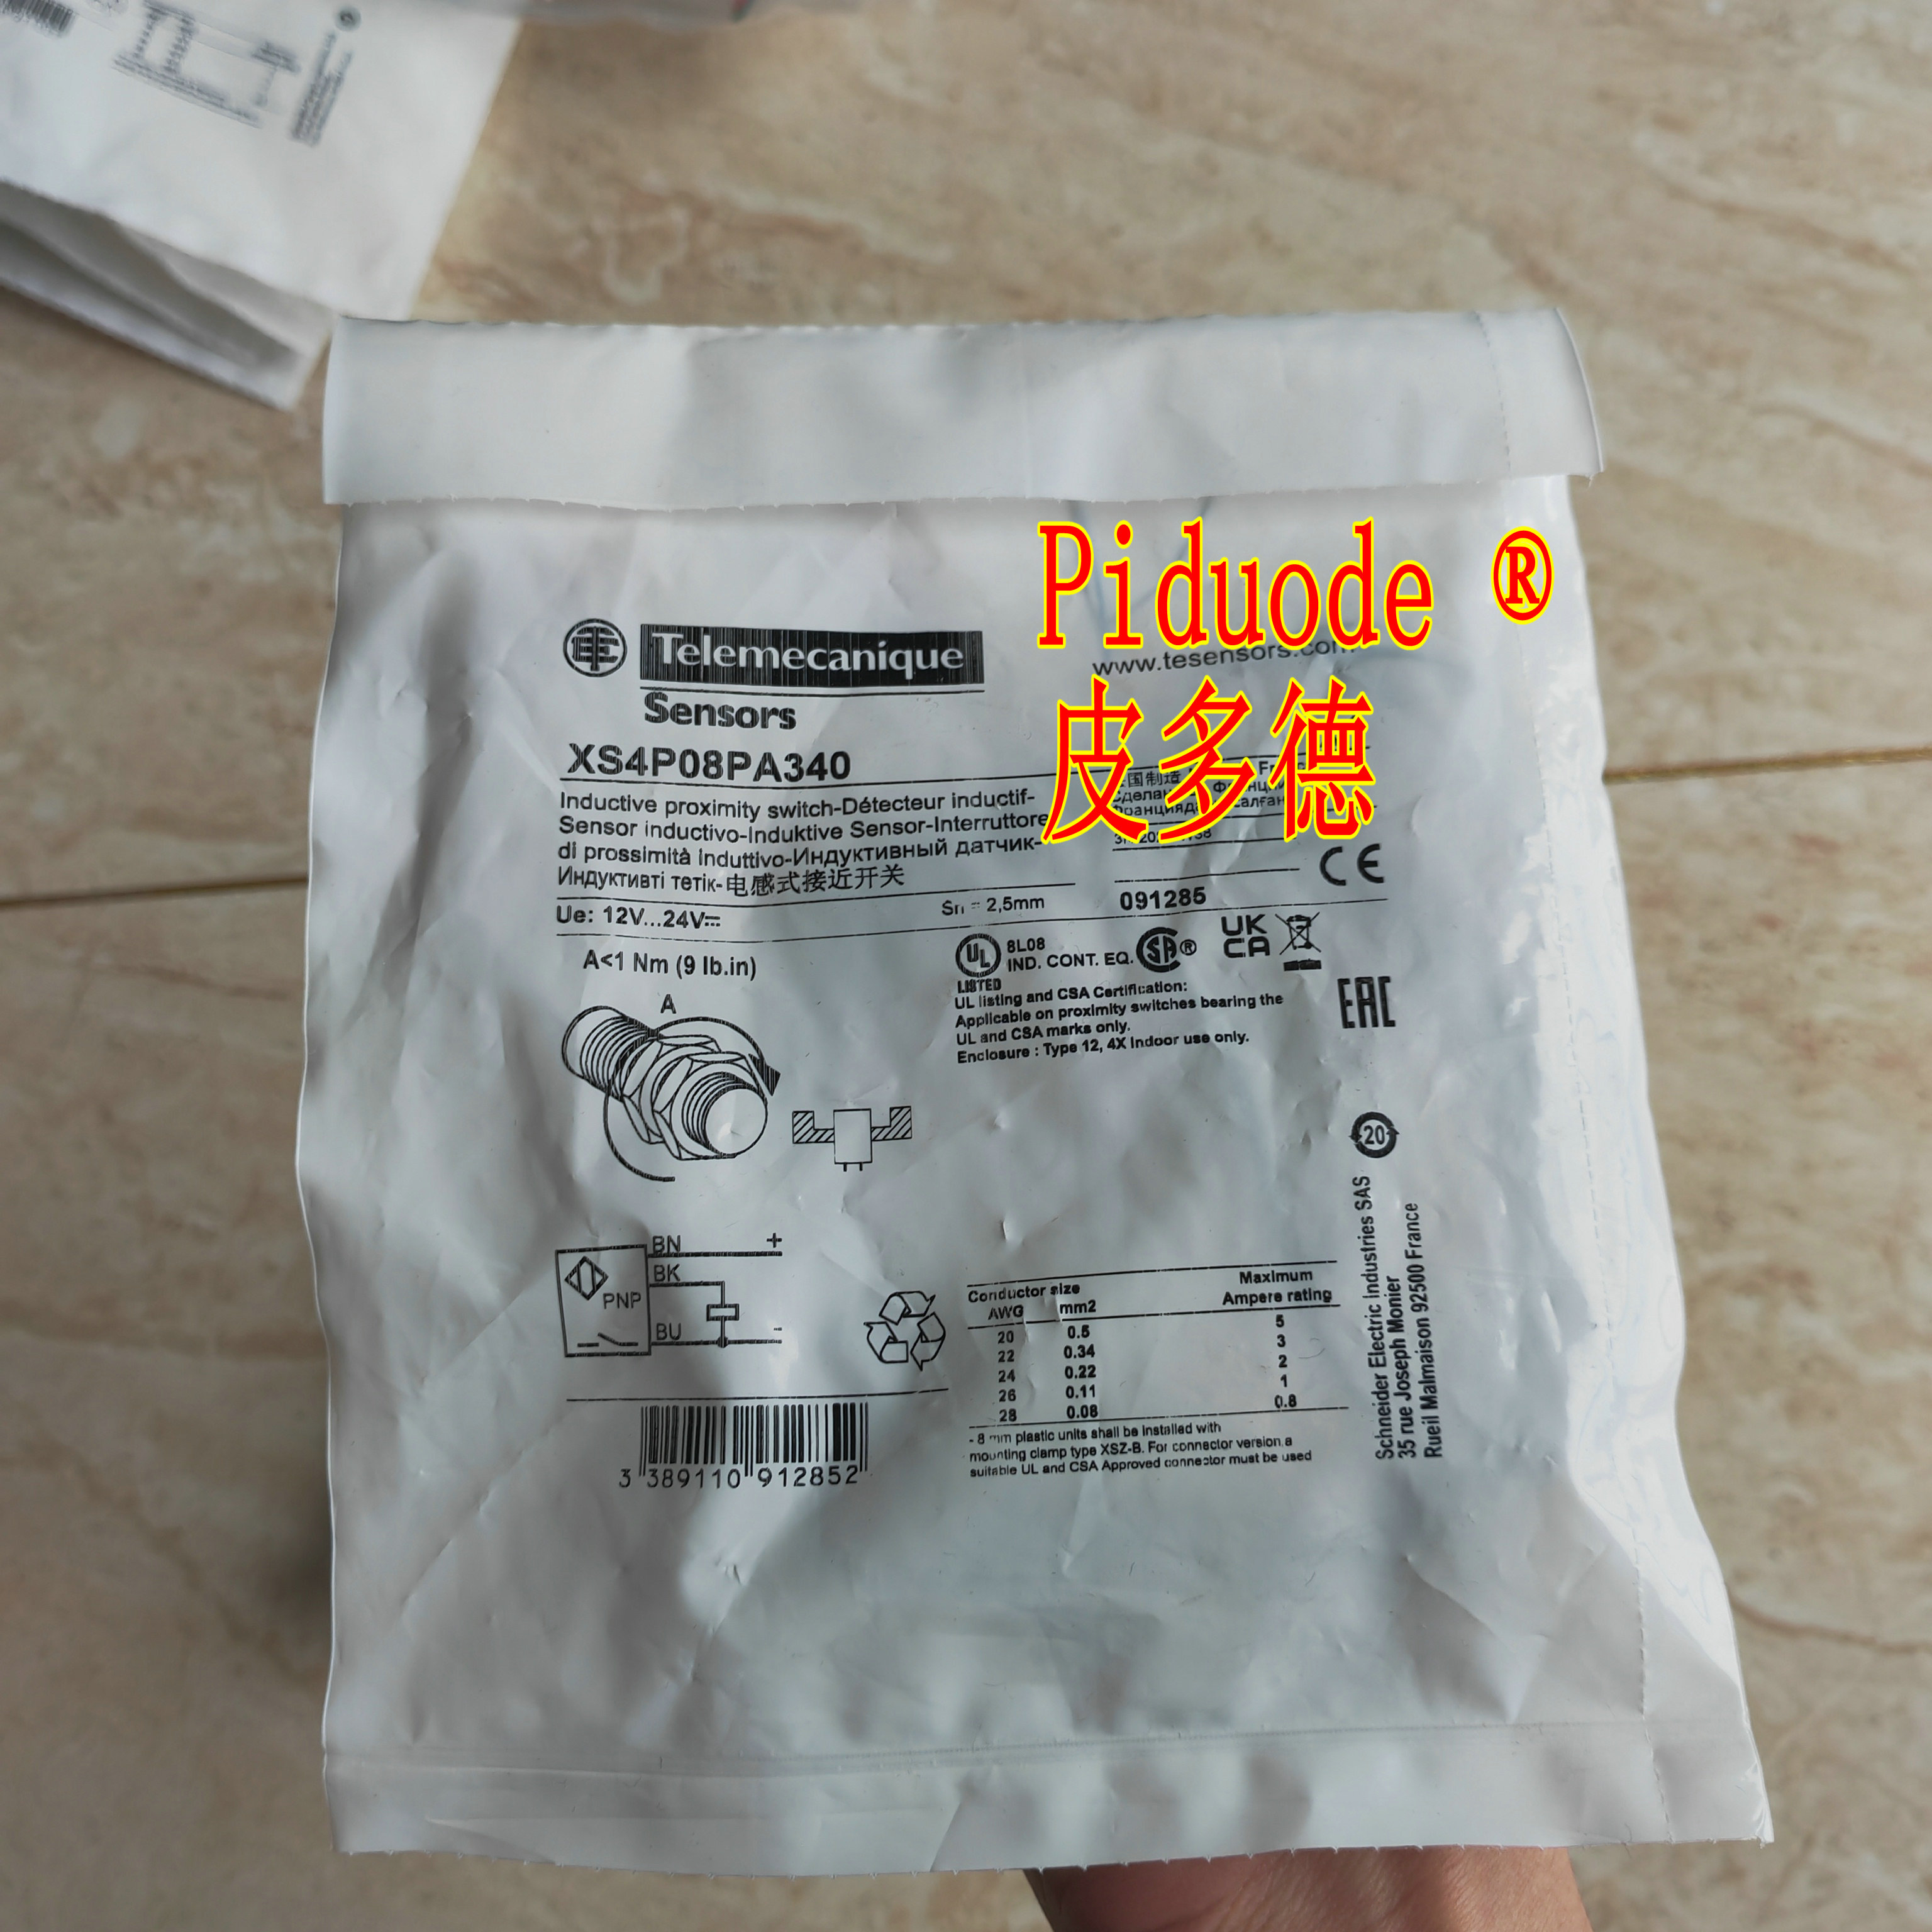 Piduode ®
皮多德
Telemecanique
Sensors
www.tesensors.com
XS4P08PA340
Inductive proximity switch-Détecteur inductif-
Sensor inductivo-Induktive Sensor-Interruttore
di prossimità Induttivo-Индуктивный датчик-
Индуктивті тетік-电感式接近开关
国制造
Ue: 12V...24V⎓
Sn = 2,5mm
091285
CE
A<1 Nm (9 lb.in)
A
UL
LISTED
8L08
IND. CONT. EQ.
SA ®
UK
CA
EAC
UL listing and CSA Certification:
Applicable on proximity switches bearing the
UL and CSA marks only.
Enclosure : Type 12, 4X Indoor use only.
20
BN +
BK
PNP
BU -
Conductor size Maximum
AWG mm2 Ampere rating
20 0.5 5
22 0.34 3
24 0.22 2
26 0.11 1
28 0.08 0.8
- 8 mm plastic units shall be installed with
mounting clamp type XSZ-B. For connector version a
suitable UL and CSA Approved connector must be used
3 389110 912852
Schneider Electric Industries SAS
35 rue Joseph Monier
Rueil Malmaison 92500 France